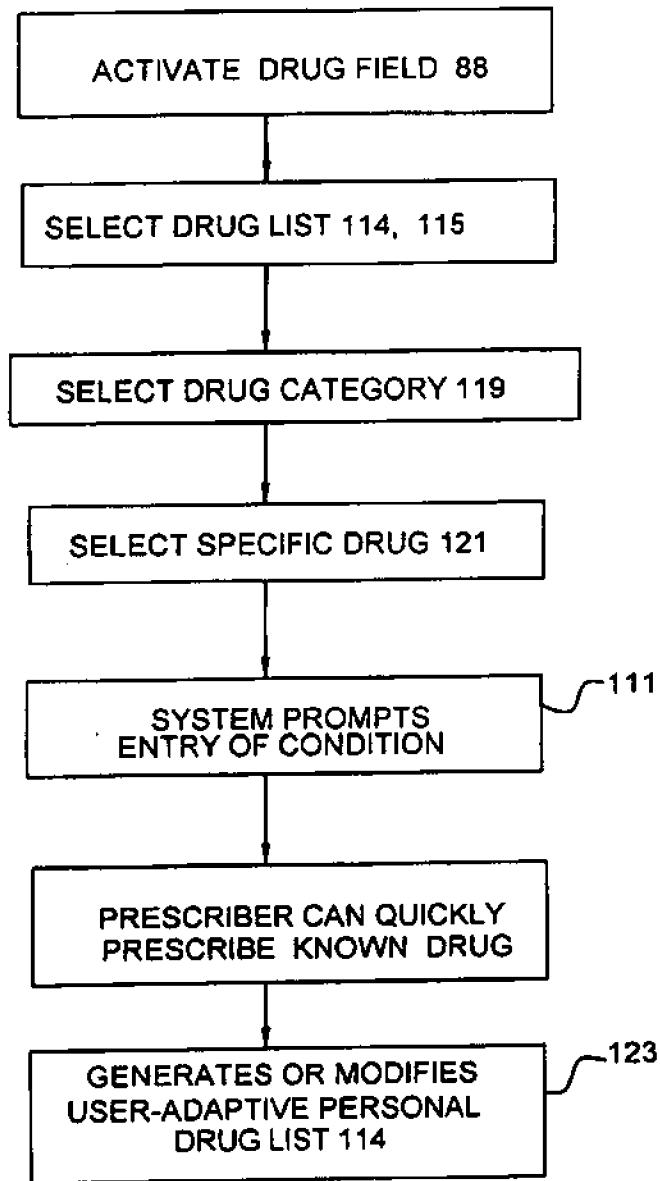 ACTIVATE DRUG FIELD 88
SELECT DRUG LIST 114, 115
SELECT DRUG CATEGORY 119
SELECT SPECIFIC DRUG 121
111
SYSTEM PROMPTS
ENTRY OF CONDITION
PRESCRIBER CAN QUICKLY
PRESCRIBE KNOWN DRUG
123
GENERATES OR MODIFIES
USER-ADAPTIVE PERSONAL
DRUG LIST 114